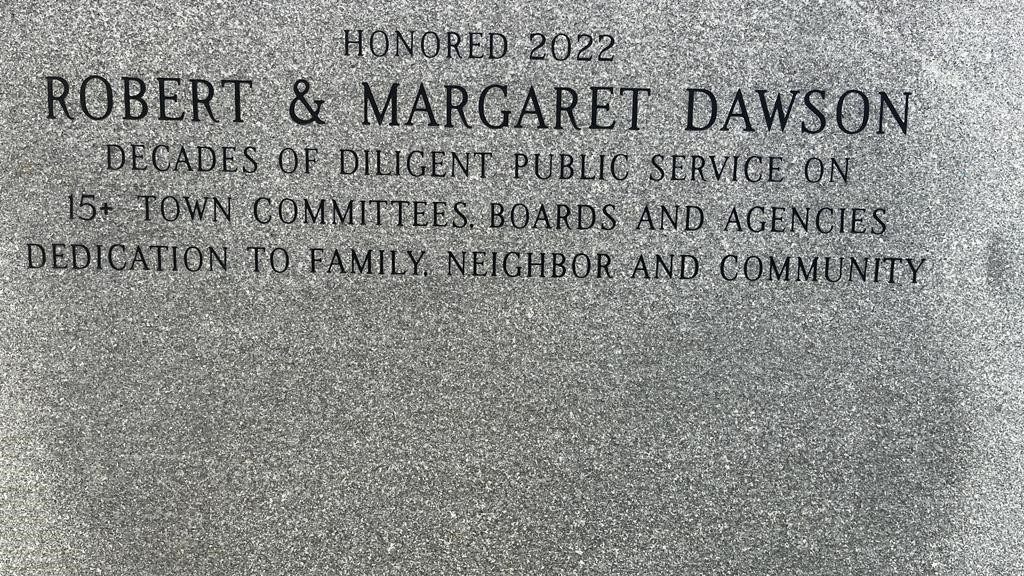 HONORED 2022
ROBERT & MARGARET DAWSON
DECADES OF DILIGENT PUBLIC SERVICE ON
15+ TOWN COMMITTEES, BOARDS AND AGENCIES
DEDICATION TO FAMILY, NEIGHBOR AND COMMUNITY